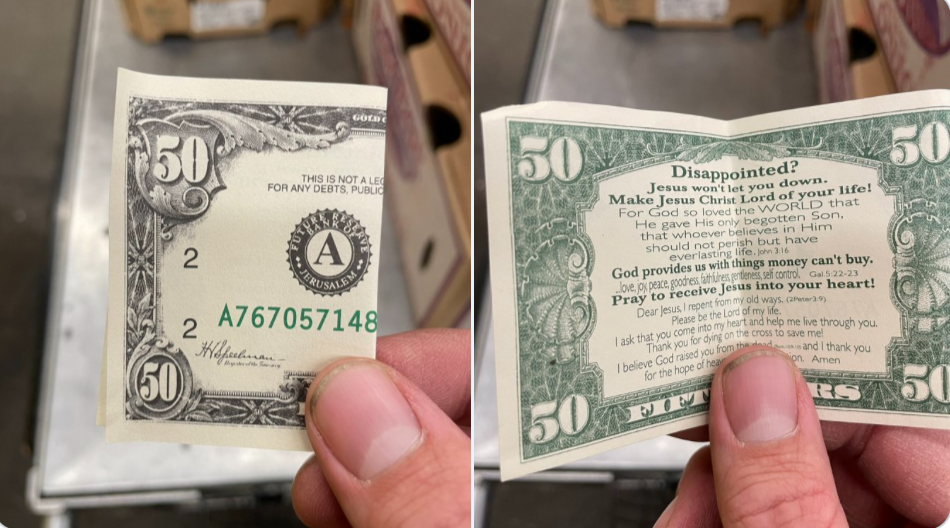 50
GOLD C
THIS IS NOT A LEG
FOR ANY DEBTS, PUBLIC
A
JERUSALEM
2
A767057148
2
50
50
50
Disappointed?
Jesus won't let you down.
Make Jesus Christ Lord of your life!
For God so loved the WORLD that
He gave His only begotten Son,
that whoever believes in Him
should not perish but have
everlasting life. John 3:16
God provides us with things money can't buy.
...love, joy, peace, goodness, faithfulness, gentleness, self control. Gal.5:22-23
Pray to receive Jesus into your heart!
Dear Jesus, I repent from my old ways. (2Peter3:9)
Please be the Lord of my life.
I ask that you come into my heart and help me live through you.
Thank you for dying on the cross to save me!
I believe God raised you from the dead and I thank you
for the hope of ion. Amen
50
FIFT RS
50